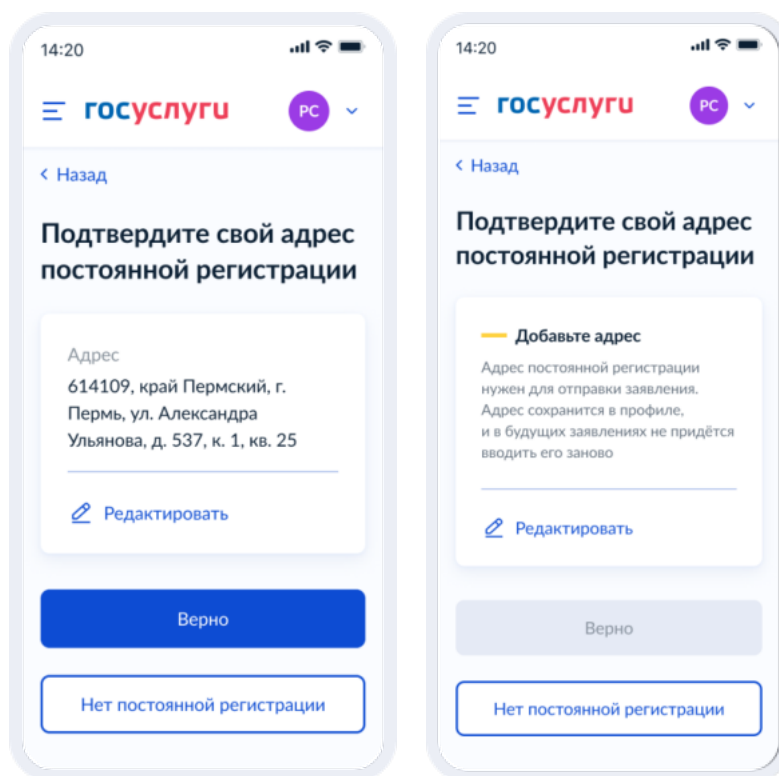 14:20
госуслуги
РС
Назад
Подтвердите свой адрес
постоянной регистрации
Адрес
614109, край Пермский, г.
Пермь, ул. Александра
Ульянова, д. 537, к. 1, кв. 25
Редактировать
Верно
Нет постоянной регистрации
14:20
госуслуги
РС
Назад
Подтвердите свой адрес
постоянной регистрации
Добавьте адрес
Адрес постоянной регистрации
нужен для отправки заявления.
Адрес сохранится в профиле,
и в будущих заявлениях не придётся
вводить его заново
Редактировать
Верно
Нет постоянной регистрации